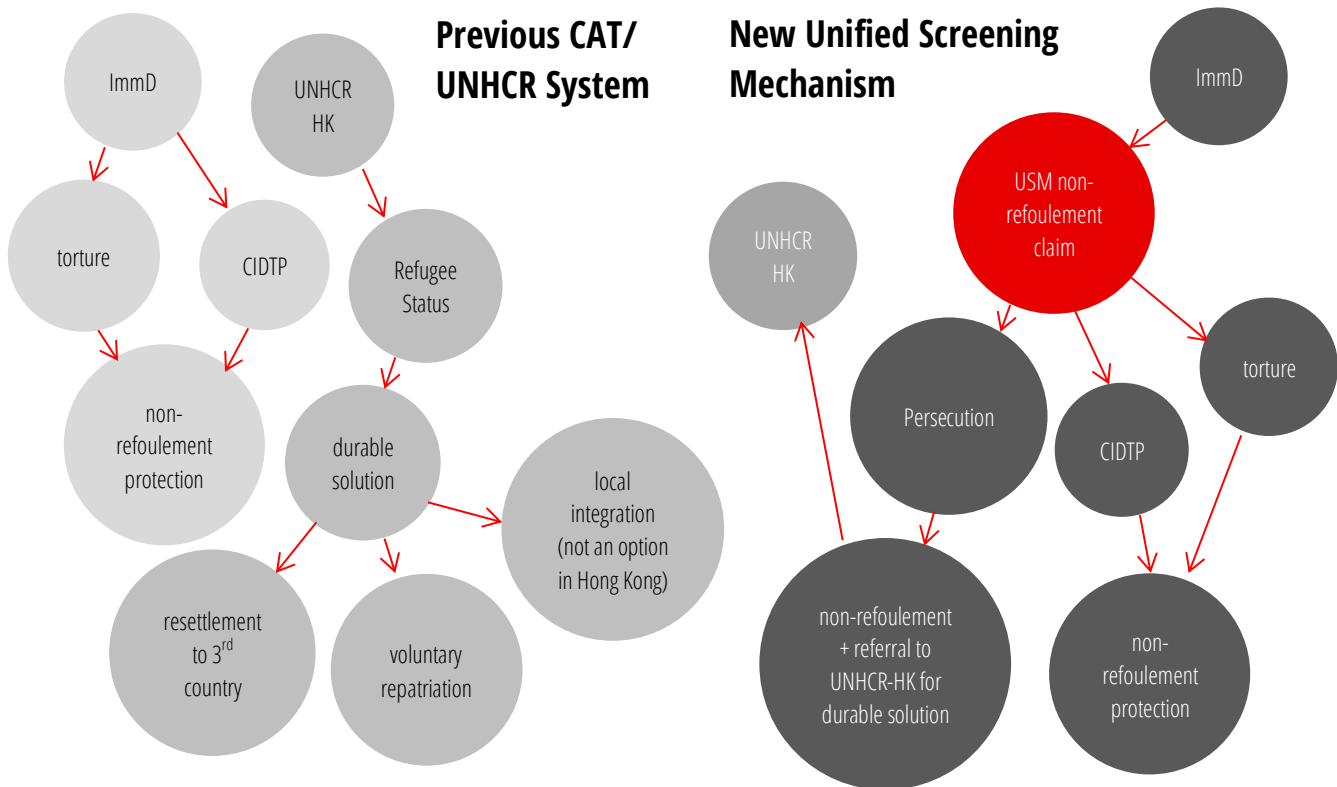 Previous CAT/
UNHCR System
ImmD
UNHCR
HK
torture
CIDTP
Refugee
Status
non-
refoulement
protection
durable
solution
local
integration
(not an option
in Hong Kong)
resettlement
to 3rd
country
voluntary
repatriation
New Unified Screening
Mechanism
ImmD
USM non-
refoulement
claim
UNHCR
HK
Persecution
CIDTP
torture
non-refoulement
+ referral to
UNHCR-HK for
durable solution
non-
refoulement
protection